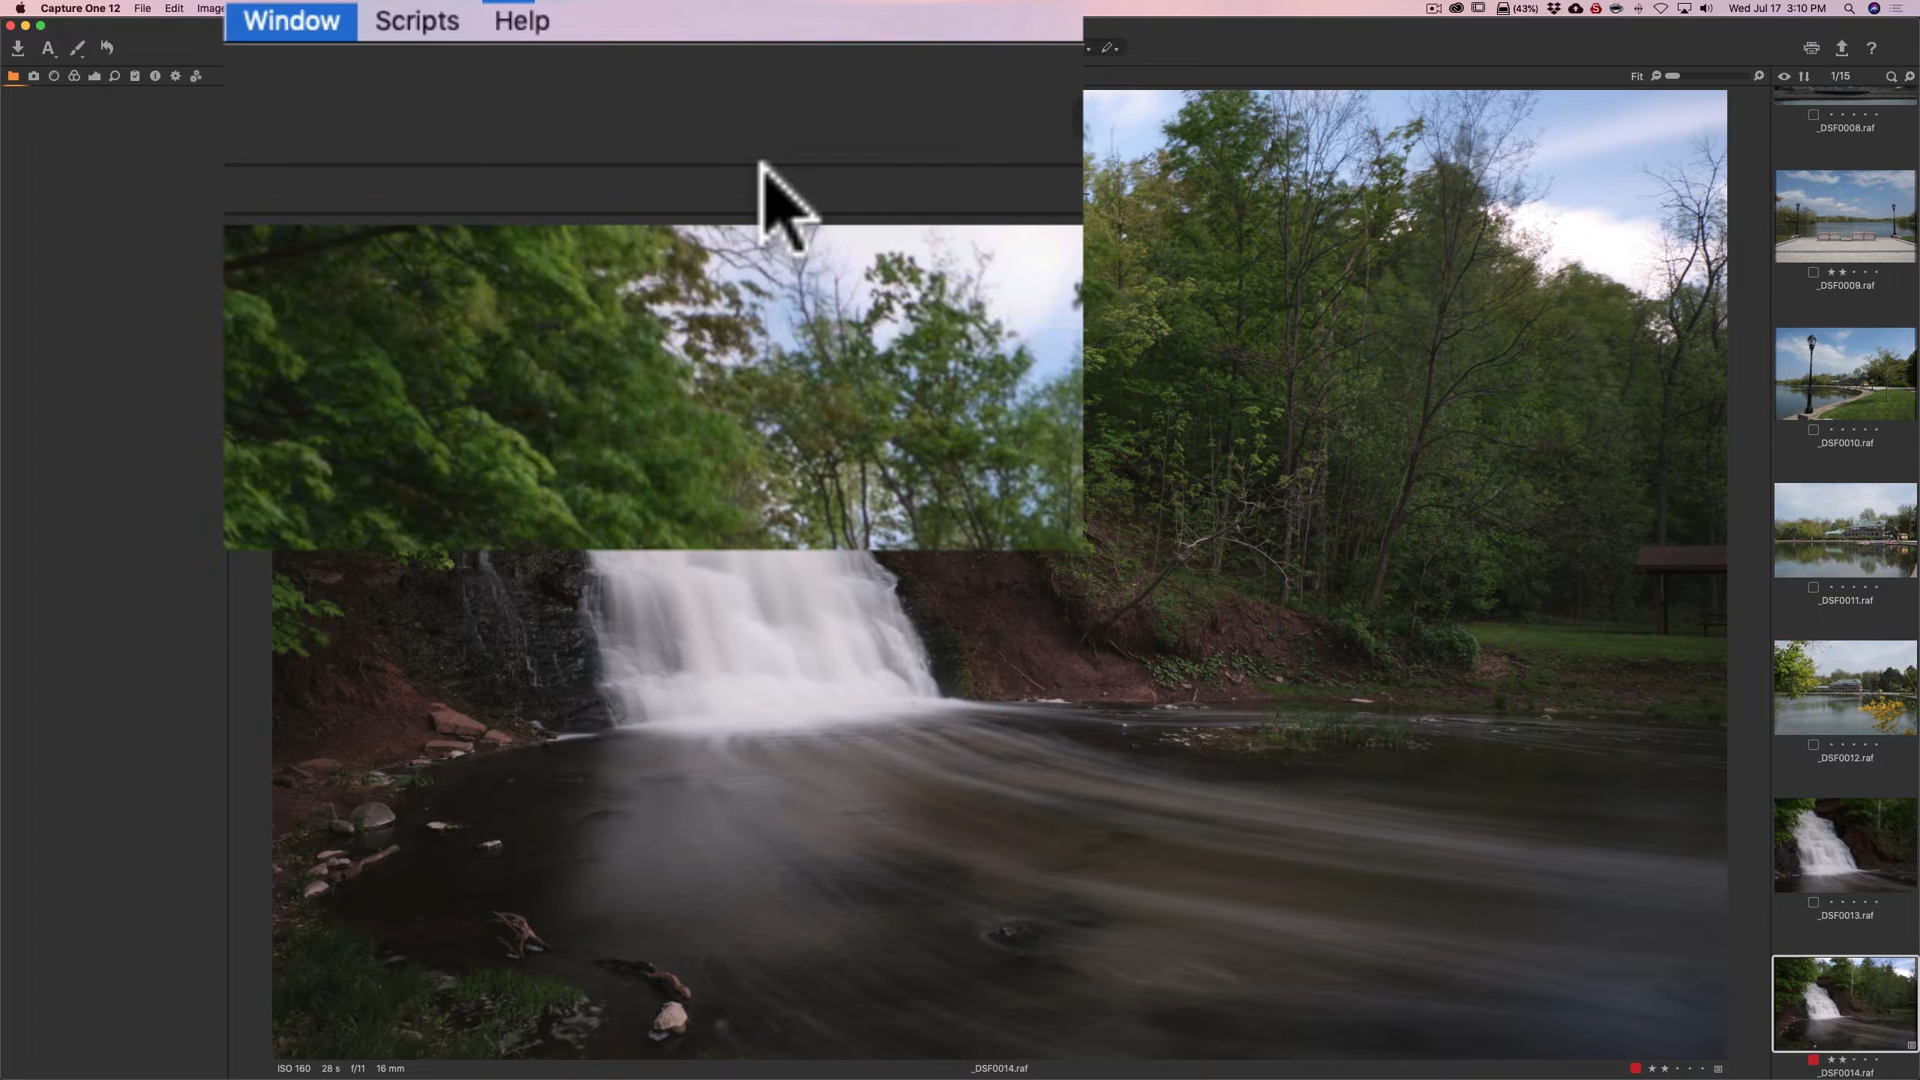 Capture One 12 File Edit Image
Window Scripts Help
(43%) Wed Jul 17 3:10 PM
A ?
Fit 1/15
_DSF0008.raf
_DSF0009.raf
_DSF0010.raf
_DSF0011.raf
_DSF0012.raf
_DSF0013.raf
_DSF0014.raf
ISO 160 28 s f/11 16 mm _DSF0014.raf